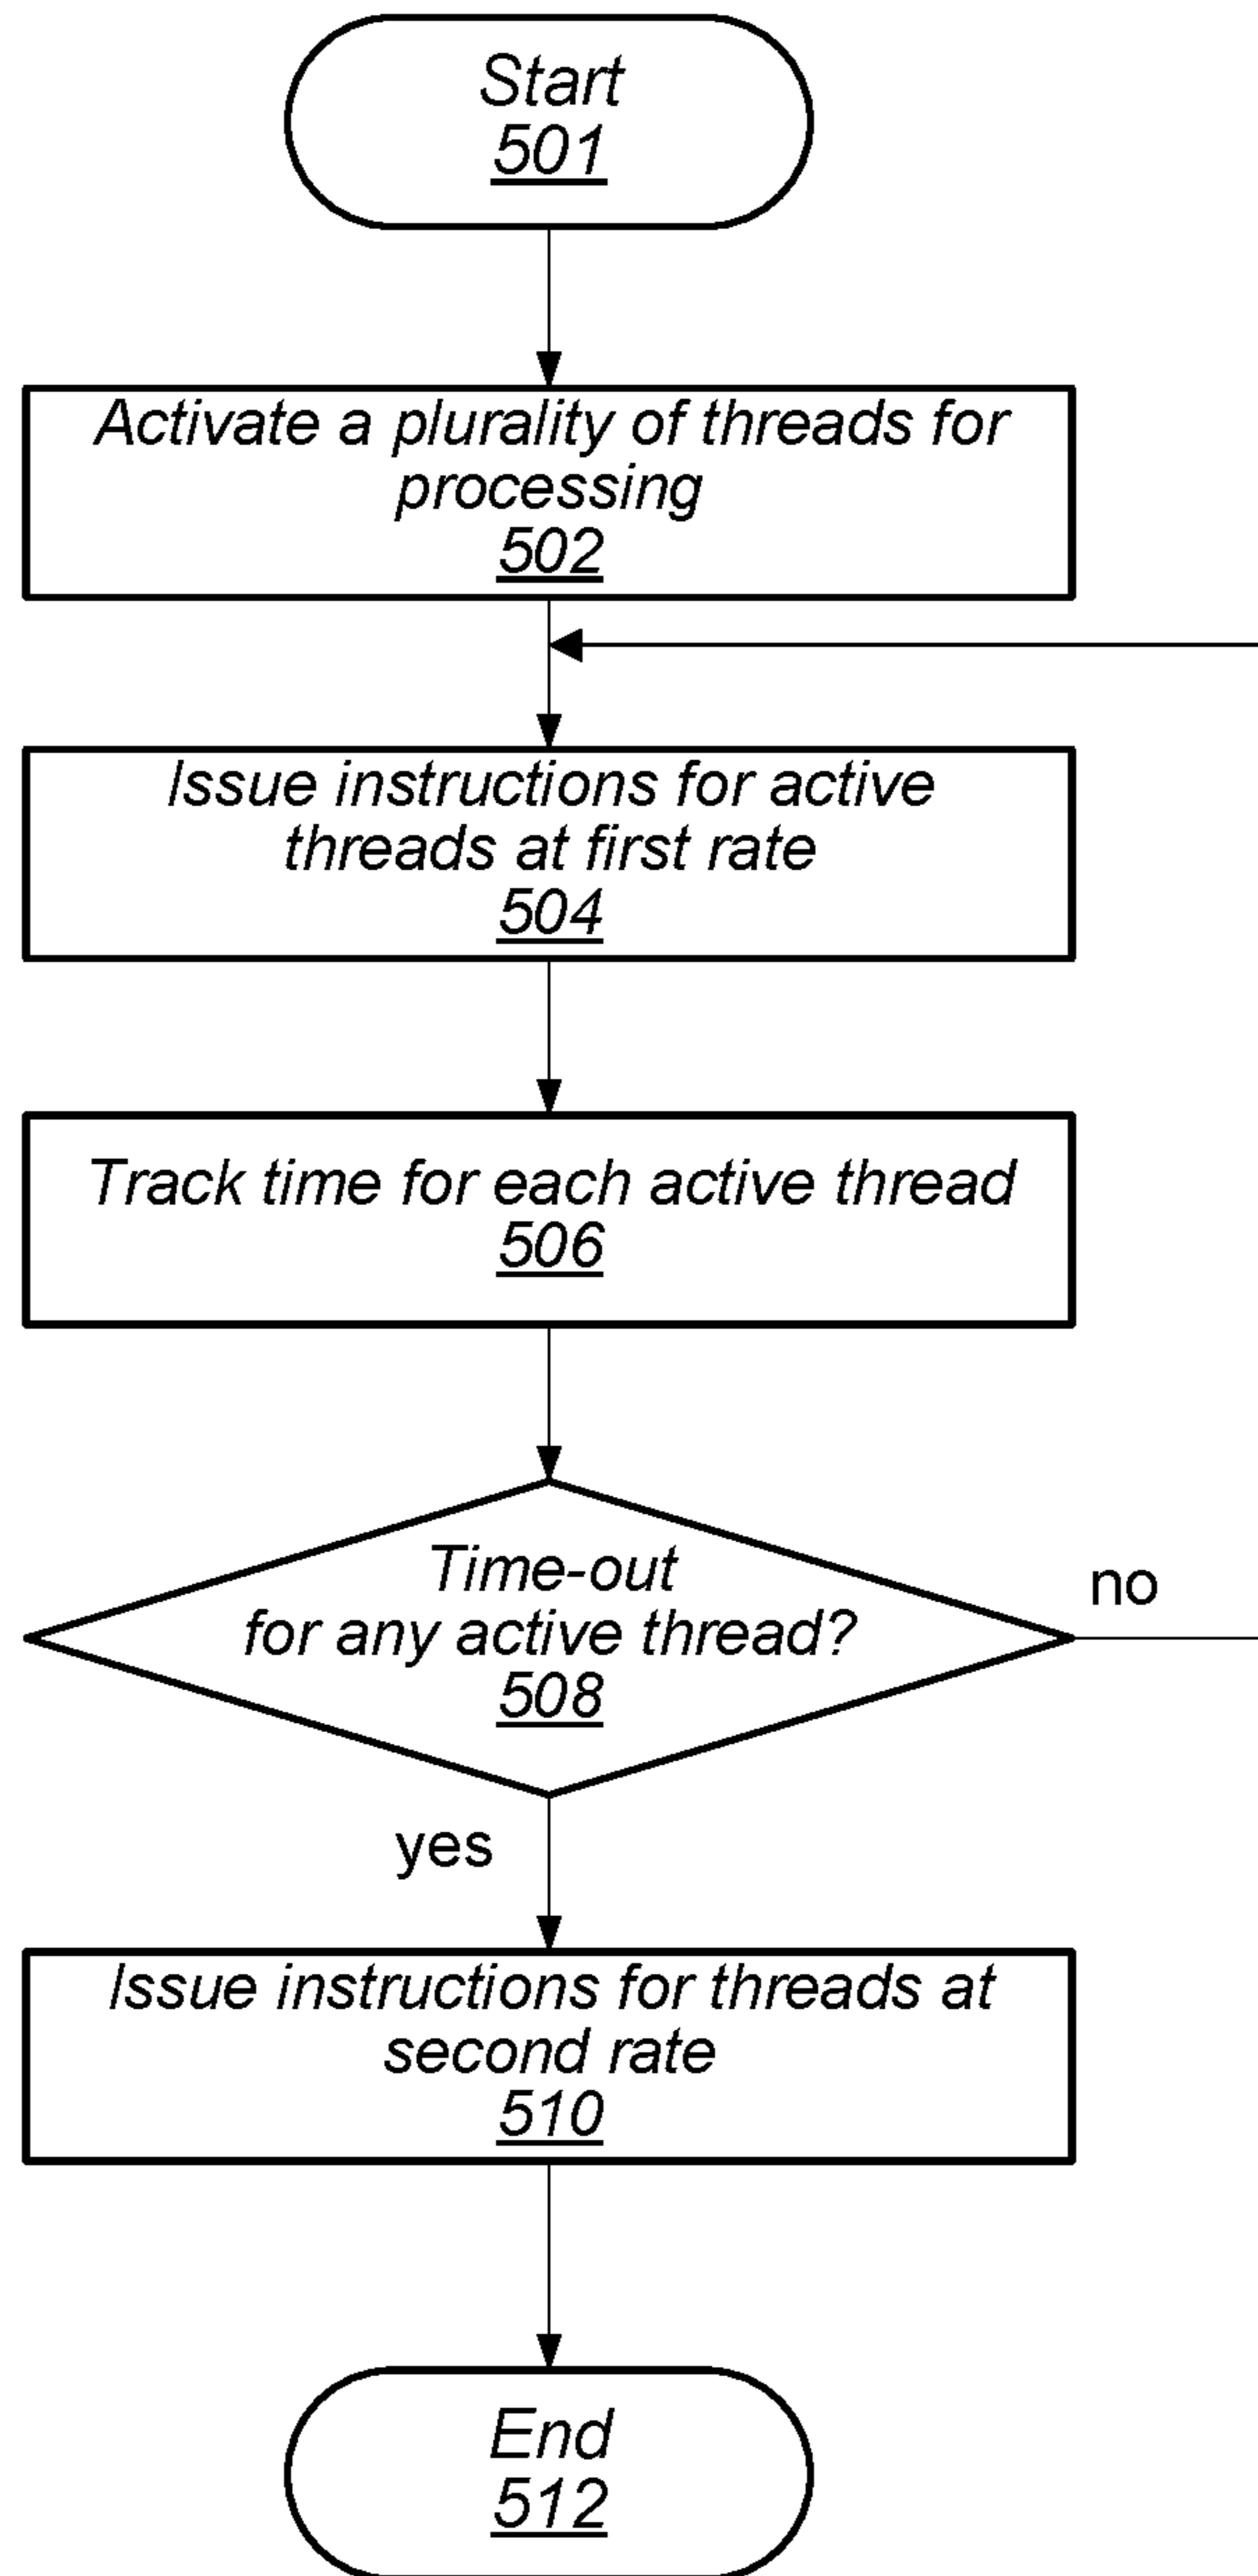 Start
501
Activate a plurality of threads for
processing
502
Issue instructions for active
threads at first rate
504
Track time for each active thread
506
Time-out
for any active thread?
508
no
yes
Issue instructions for threads at
second rate
510
End
512